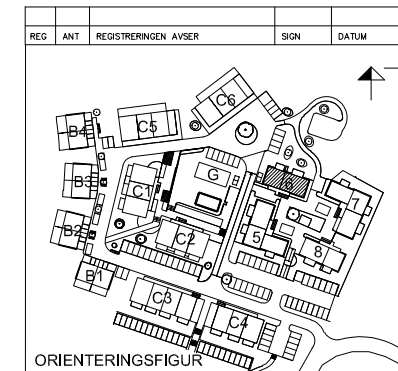 REG ANT REGISTRERINGEN AVSER SIGN DATUM
C6
B4 C5
G
B3 C1 6
7
B2 C2 5
8
B1
C3 C4
ORIENTERINGSFIGUR